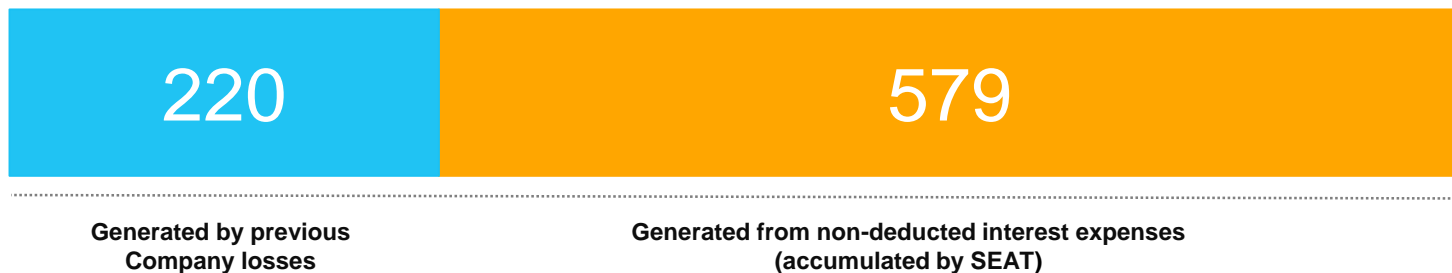 220
579
Generated by previous
Company losses
Generated from non-deducted interest expenses
(accumulated by SEAT)